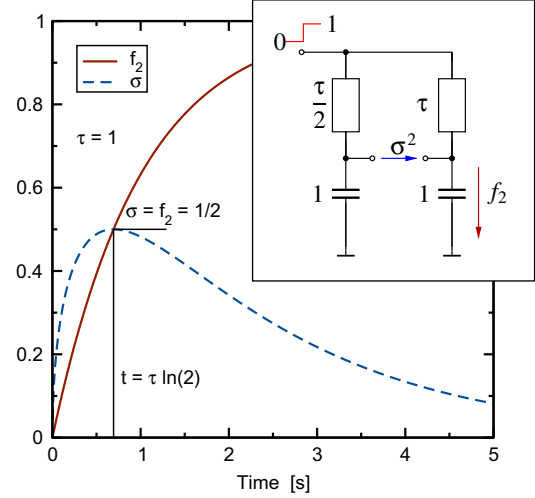 1
0.8
0.6
0.4
0.2
0
0 1 2 3 4 5
Time [s]
f₂
σ
τ = 1
σ = f₂ = 1/2
t = τ ln(2)
0 1
τ/2
τ
σ²
1
1
f₂